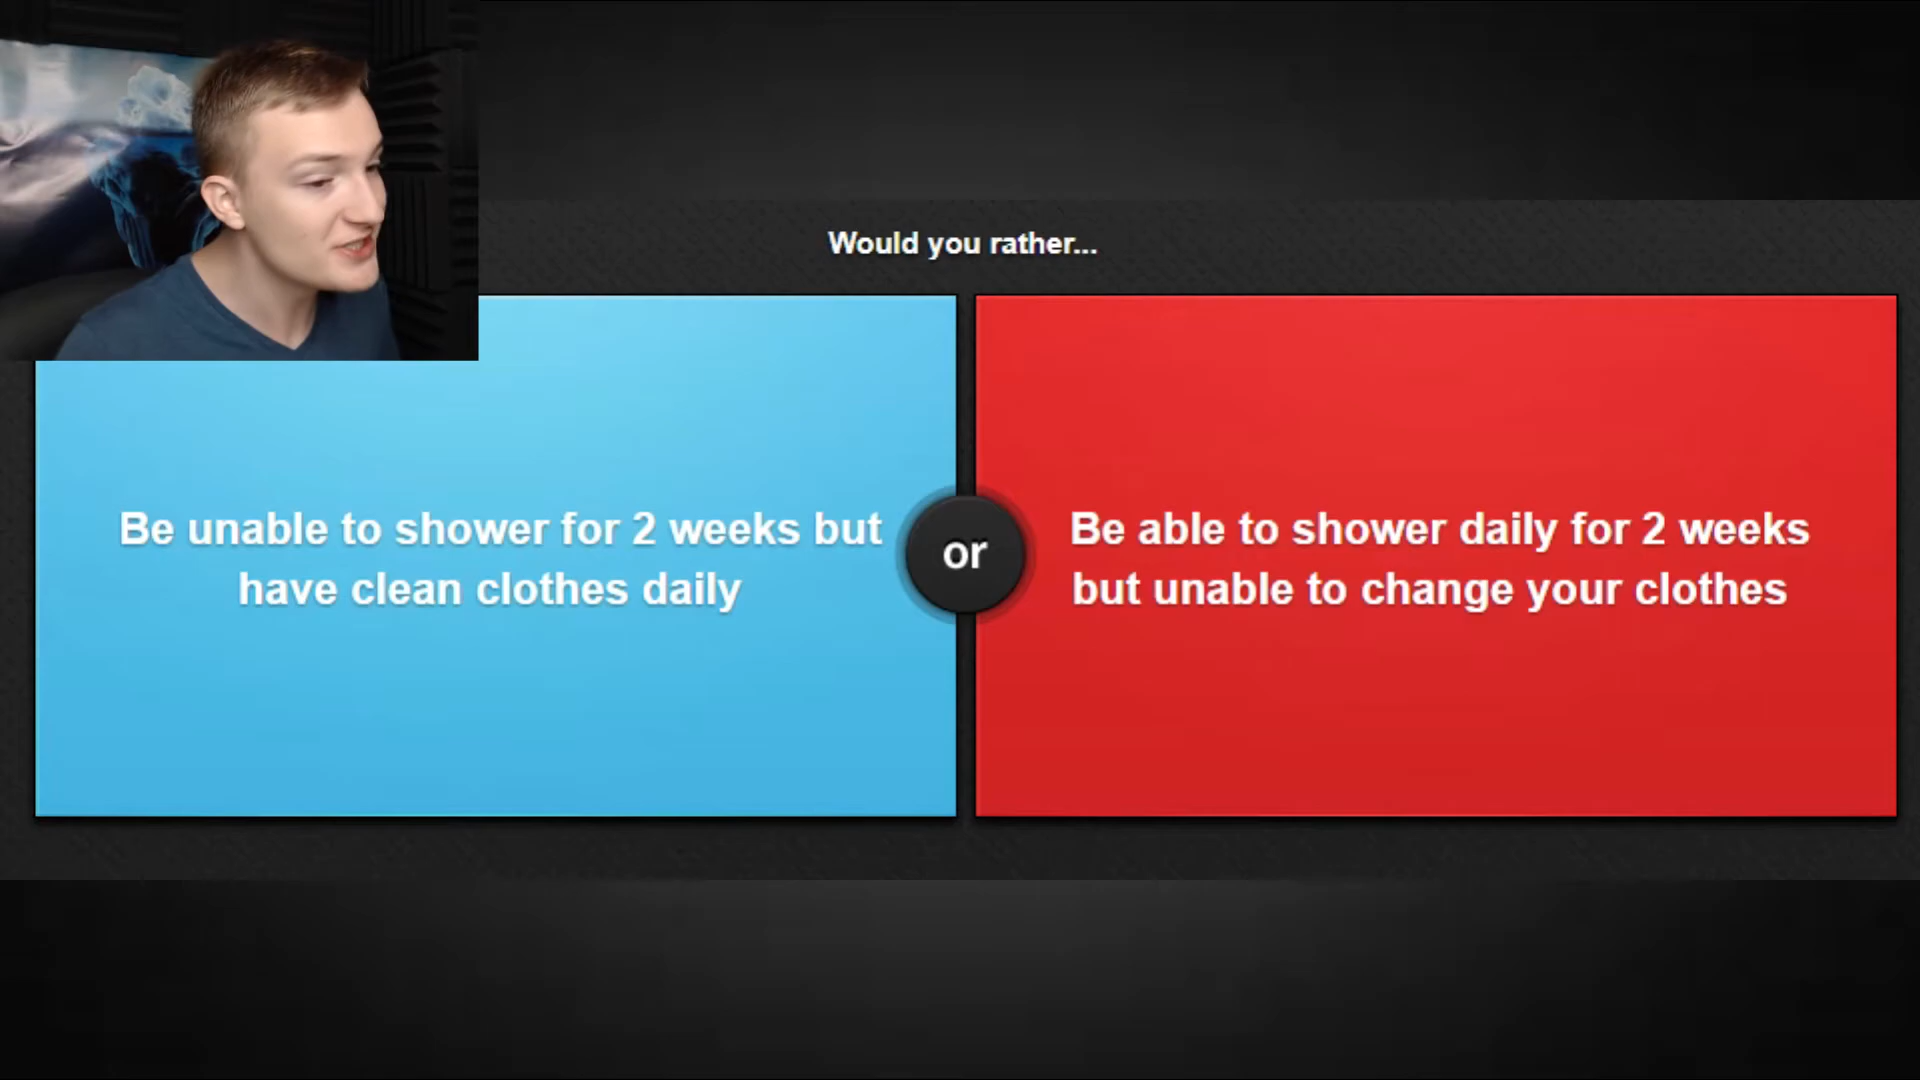 Would you rather...
Be unable to shower for 2 weeks but
have clean clothes daily
or
Be able to shower daily for 2 weeks
but unable to change your clothes